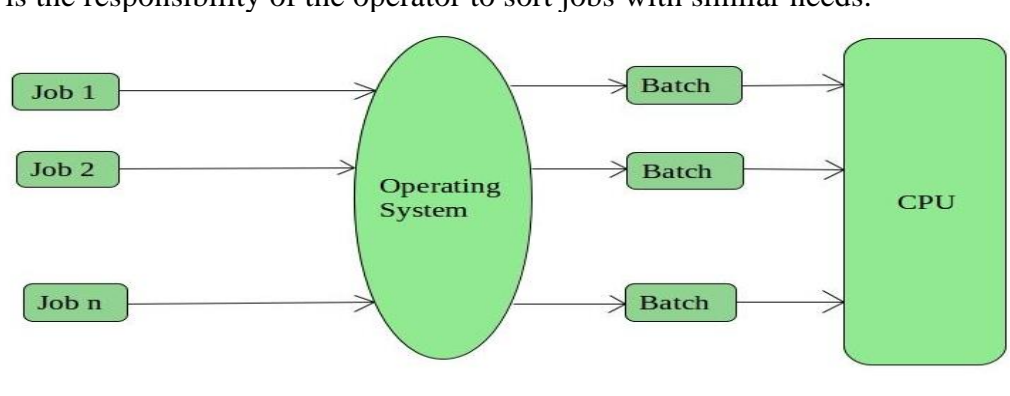 is the responsibility of the operator to sort jobs with similar needs.
Job 1
Job 2
Job n
Operating
System
Batch
Batch
Batch
CPU